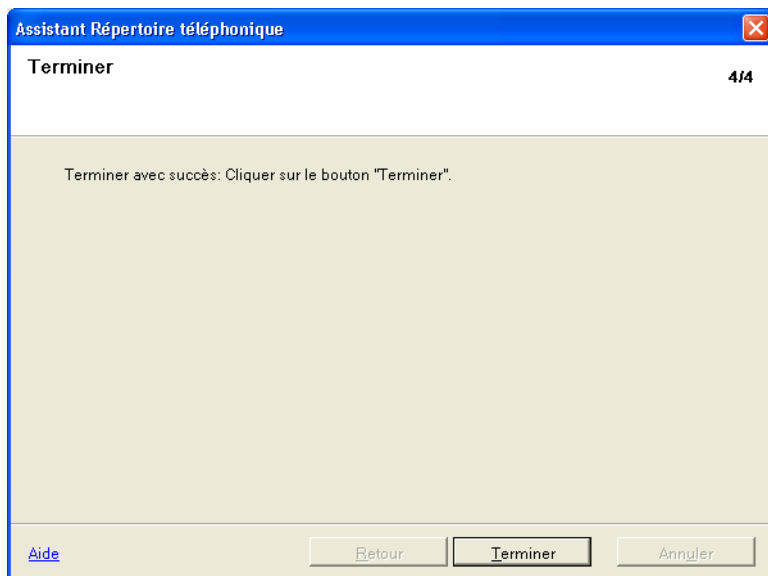 Assistant Répertoire téléphonique
Terminer
4/4
Terminer avec succès: Cliquer sur le bouton "Terminer".
Aide
Retour
Terminer
Annuler